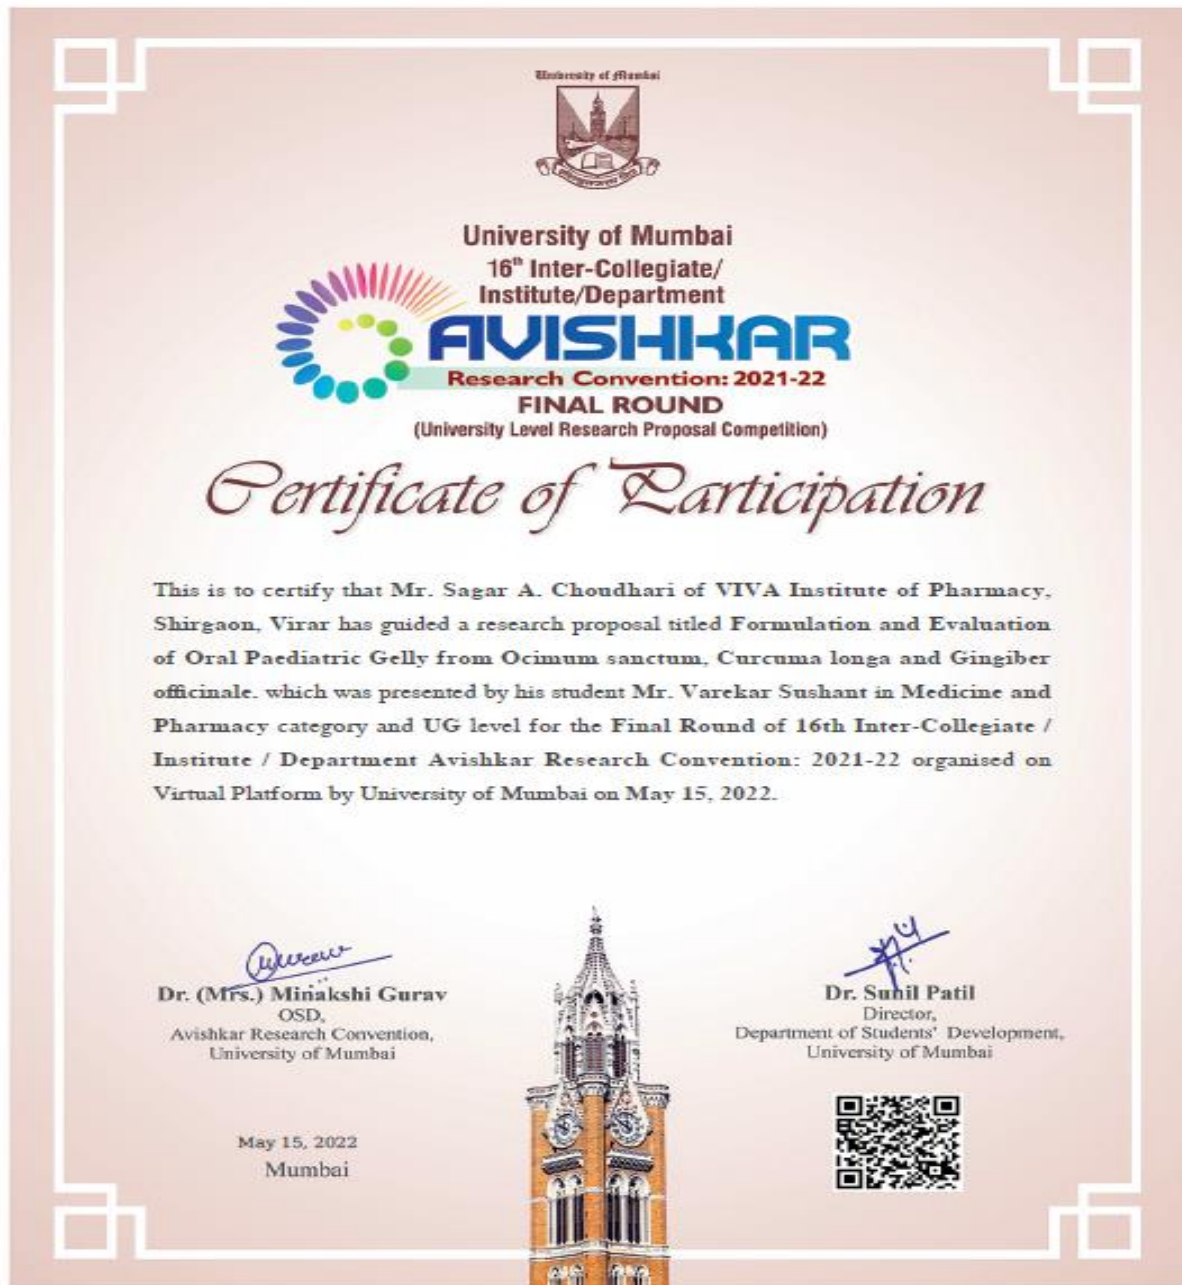 University of Mumbai
University of Mumbai
16th Inter-Collegiate/
Institute/Department
AVISHKAR
Research Convention: 2021-22
FINAL ROUND
(University Level Research Proposal Competition)
Certificate of Participation
This is to certify that Mr. Sagar A. Choudhari of VIVA Institute of Pharmacy,
Shirgaon, Virar has guided a research proposal titled Formulation and Evaluation
of Oral Paediatric Gelly from Ocimum sanctum, Curcuma longa and Gingiber
officinale. which was presented by his student Mr. Varekar Sushant in Medicine and
Pharmacy category and UG level for the Final Round of 16th Inter-Collegiate /
Institute / Department Avishkar Research Convention: 2021-22 organised on
Virtual Platform by University of Mumbai on May 15, 2022.
Dr. (Mrs.) Minakshi Gurav
OSD,
Avishkar Research Convention,
University of Mumbai
Dr. Sunil Patil
Director,
Department of Students' Development,
University of Mumbai
May 15, 2022
Mumbai